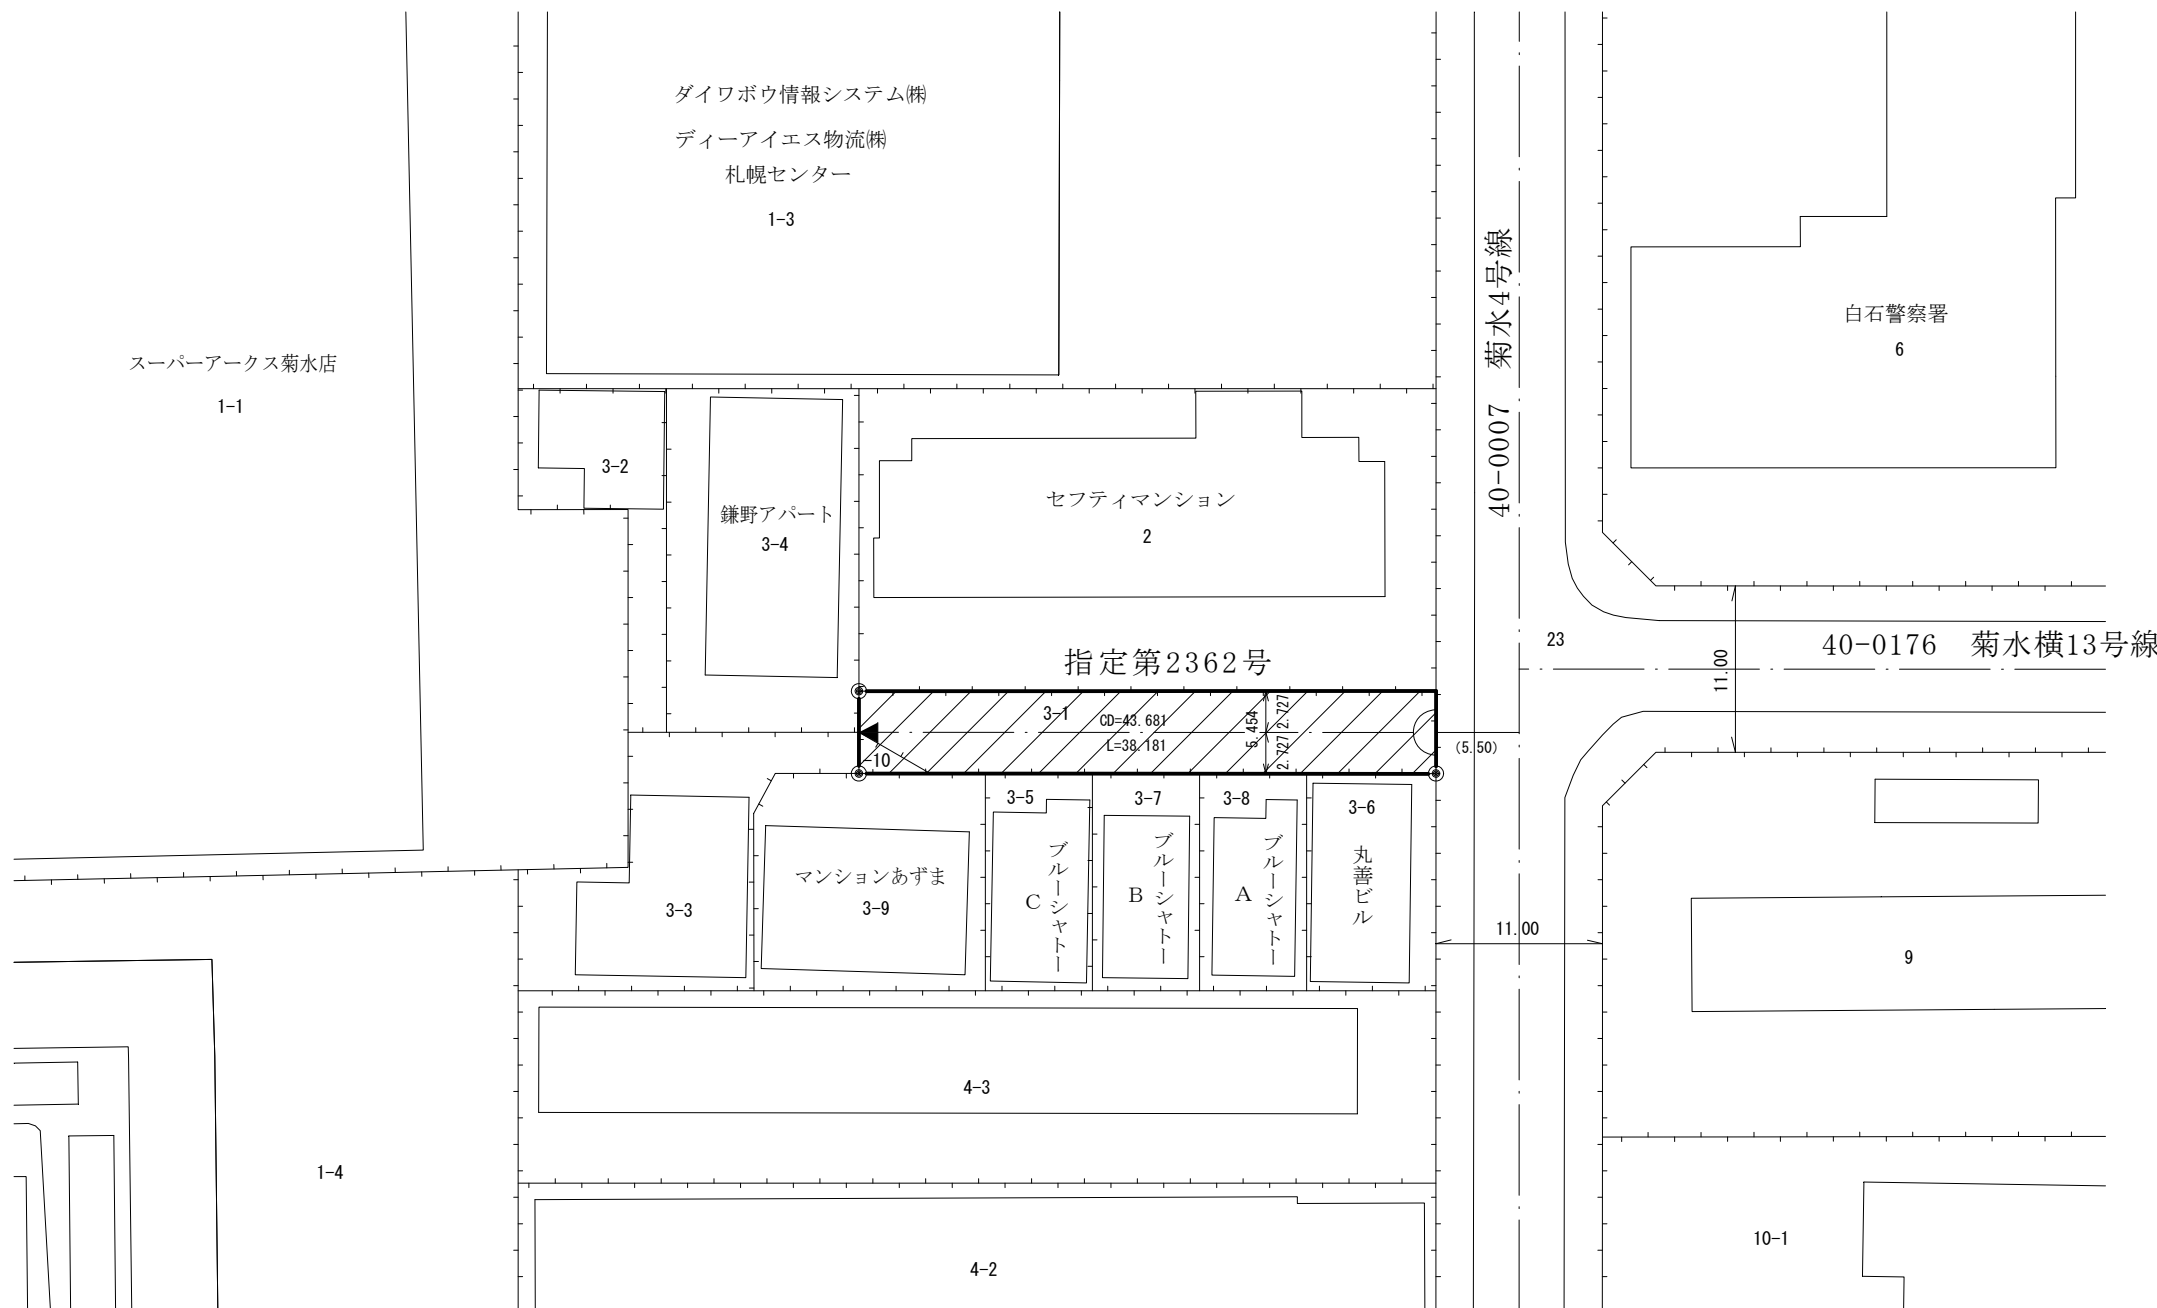 ダイワボウ情報システム㈱
ディーアイエス物流㈱
札幌センター
1-3
スーパーアークス菊水店
1-1
40-0007 菊水4号線
白石警察署
6
3-2
鎌野アパート
3-4
セフティマンション
2
指定第2362号
23
40-0176 菊水横13号線
11.00
3-1
CD=43.681
L=38.181
5.454
2.727
2.727
(5.50)
-10
3-5
3-7
3-8
3-6
ブルーシャトー
C
ブルーシャトー
B
ブルーシャトー
A
丸善ビル
マンションあずま
3-9
3-3
11.00
9
4-3
1-4
4-2
10-1